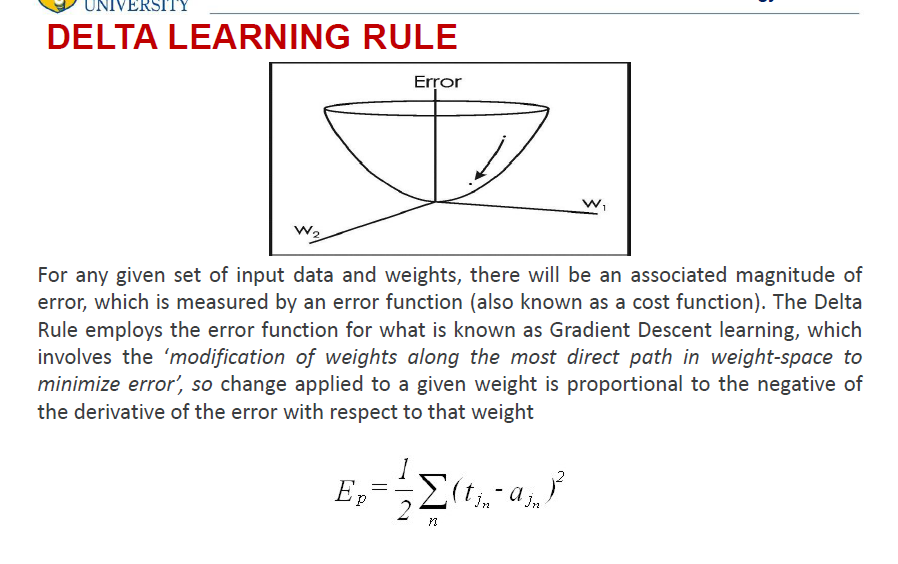 UNIVERSITY
DELTA LEARNING RULE
Error
W₁
W₂
For any given set of input data and weights, there will be an associated magnitude of
error, which is measured by an error function (also known as a cost function). The Delta
Rule employs the error function for what is known as Gradient Descent learning, which
involves the ‘modification of weights along the most direct path in weight-space to
minimize error’, so change applied to a given weight is proportional to the negative of
the derivative of the error with respect to that weight
E_p = 1/2 ∑_n (t_{j_n} - a_{j_n})²